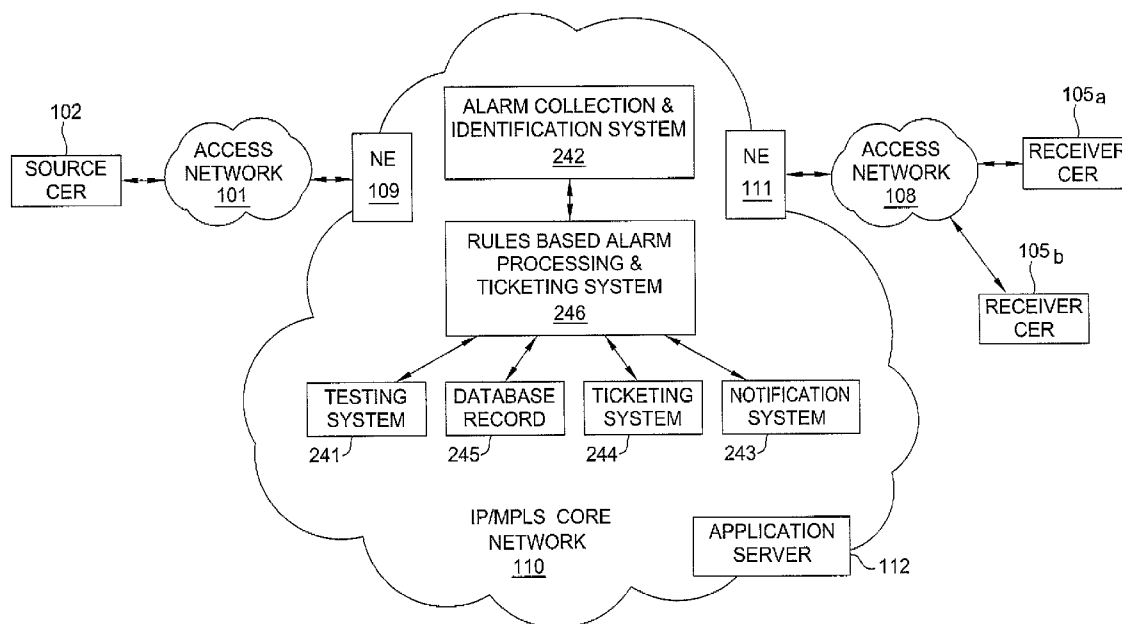 102
SOURCE
CER
ACCESS
NETWORK
101
NE
109
ALARM COLLECTION &
IDENTIFICATION SYSTEM
242
NE
111
ACCESS
NETWORK
108
105a
RECEIVER
CER
105b
RECEIVER
CER
RULES BASED ALARM
PROCESSING &
TICKETING SYSTEM
246
TESTING
SYSTEM
241
DATABASE
RECORD
245
TICKETING
SYSTEM
244
NOTIFICATION
SYSTEM
243
IP/MPLS CORE
NETWORK
110
APPLICATION
SERVER
112